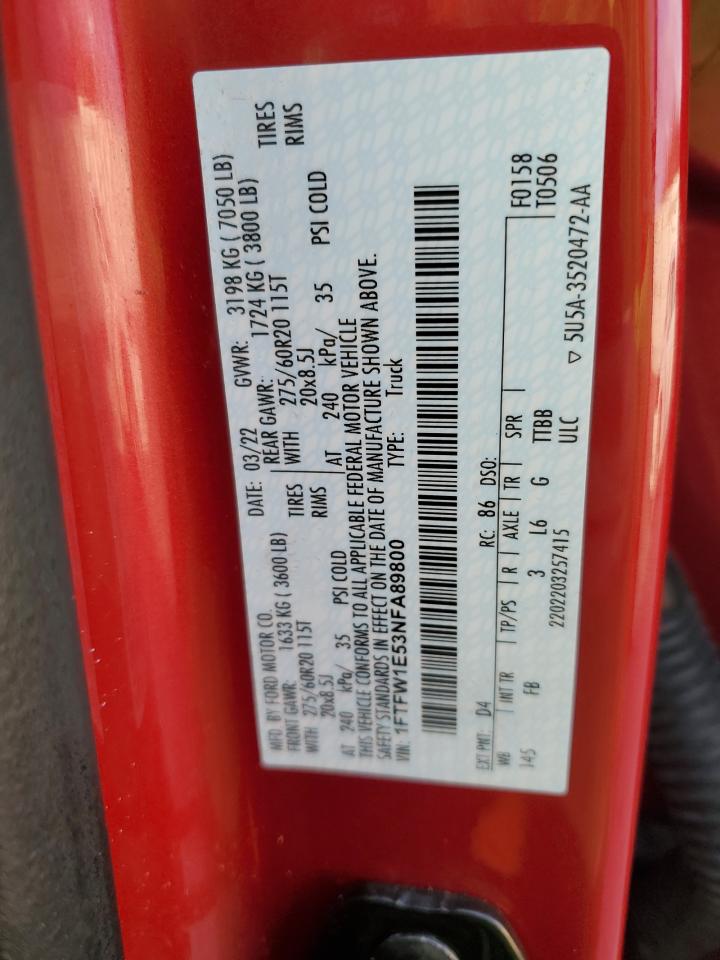 MFD. BY FORD MOTOR CO.
DATE: 03/22 GVWR: 3198 KG ( 7050 LB)
FRONT GAWR: 1633 KG ( 3600 LB) REAR GAWR: 1724 KG ( 3800 LB)
WITH 275/60R20 115T TIRES WITH 275/60R20 115T TIRES
20x8.5J RIMS 20x8.5J RIMS
AT 240 kPa/ 35 PSI COLD AT 240 kPa/ 35 PSI COLD
THIS VEHICLE CONFORMS TO ALL APPLICABLE FEDERAL MOTOR VEHICLE
SAFETY STANDARDS IN EFFECT ON THE DATE OF MANUFACTURE SHOWN ABOVE.
VIN: 1FTFW1E53NFA89800 TYPE: Truck
EXT PNT: D4 RC: 86 DSO: F0158
T0506
WB INT TR TP/PS R AXLE TR SPR
145 FB 3 L6 G TTBB
2202203257415 ULC
▽ 5U5A-3520472-AA